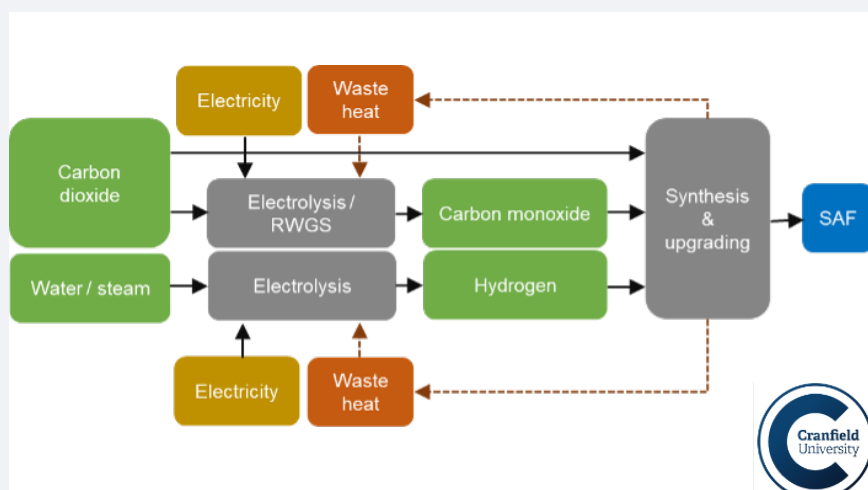 Electricity
Waste
heat
Carbon
dioxide
Electrolysis /
RWGS
Carbon monoxide
Synthesis
&
upgrading
SAF
Water / steam
Electrolysis
Hydrogen
Electricity
Waste
heat
Cranfield
University